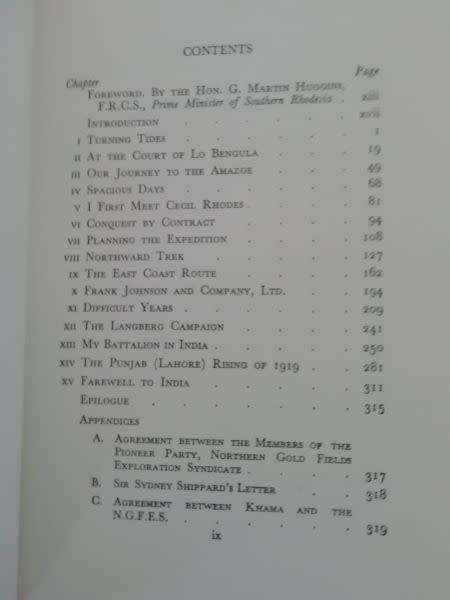 CONTENTS
Chapter Page
FOREWORD. BY THE HON. G. MARTIN HUGGINS,
F.R.C.S., Prime Minister of Southern Rhodesia . xiii
INTRODUCTION . . . . . . xvii
I TURNING TIDES . . . . . . 1
II AT THE COURT OF LO BENGULA . . . 19
III OUR JOURNEY TO THE AMAZOE . . . 49
IV SPACIOUS DAYS . . . . . . 68
V I FIRST MEET CECIL RHODES . . . . 81
VI CONQUEST BY CONTRACT . . . . 94
VII PLANNING THE EXPEDITION . . . . 108
VIII NORTHWARD TREK . . . . . 127
IX THE EAST COAST ROUTE . . . . 162
X FRANK JOHNSON AND COMPANY, LTD. . . 194
XI DIFFICULT YEARS . . . . . . 209
XII THE LANGBERG CAMPAIGN . . . . 241
XIII MY BATTALION IN INDIA . . . . . 250
XIV THE PUNJAB (LAHORE) RISING OF 1919 . . 281
XV FAREWELL TO INDIA . . . . . 311
EPILOGUE . . . . . . . 315
APPENDICES
A. AGREEMENT BETWEEN THE MEMBERS OF THE
PIONEER PARTY, NORTHERN GOLD FIELDS
EXPLORATION SYNDICATE . . . . 317
B. SIR SYDNEY SHIPPARD'S LETTER . . 318
C. AGREEMENT BETWEEN KHAMA AND THE
N.G.F.E.S. . . . . . . 319
ix